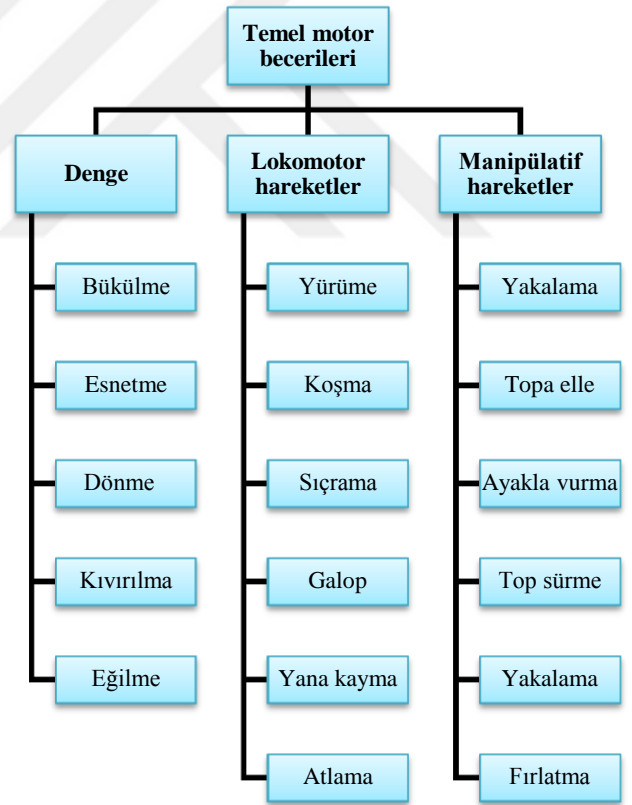 Temel motor
becerileri
Denge
Lokomotor
hareketler
Manipülatif
hareketler
Bükülme
Yürüme
Yakalama
Esnetme
Koşma
Topa elle
Dönme
Sıçrama
Ayakla vurma
Kıvırılma
Galop
Top sürme
Eğilme
Yana kayma
Yakalama
Atlama
Fırlatma